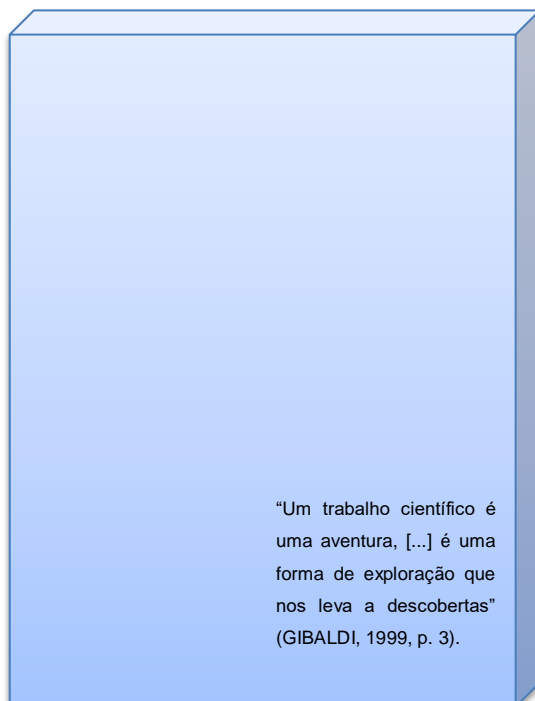 “Um trabalho científico é
uma aventura, [...] é uma
forma de exploração que
nos leva a descobertas”
(GIBALDI, 1999, p. 3).